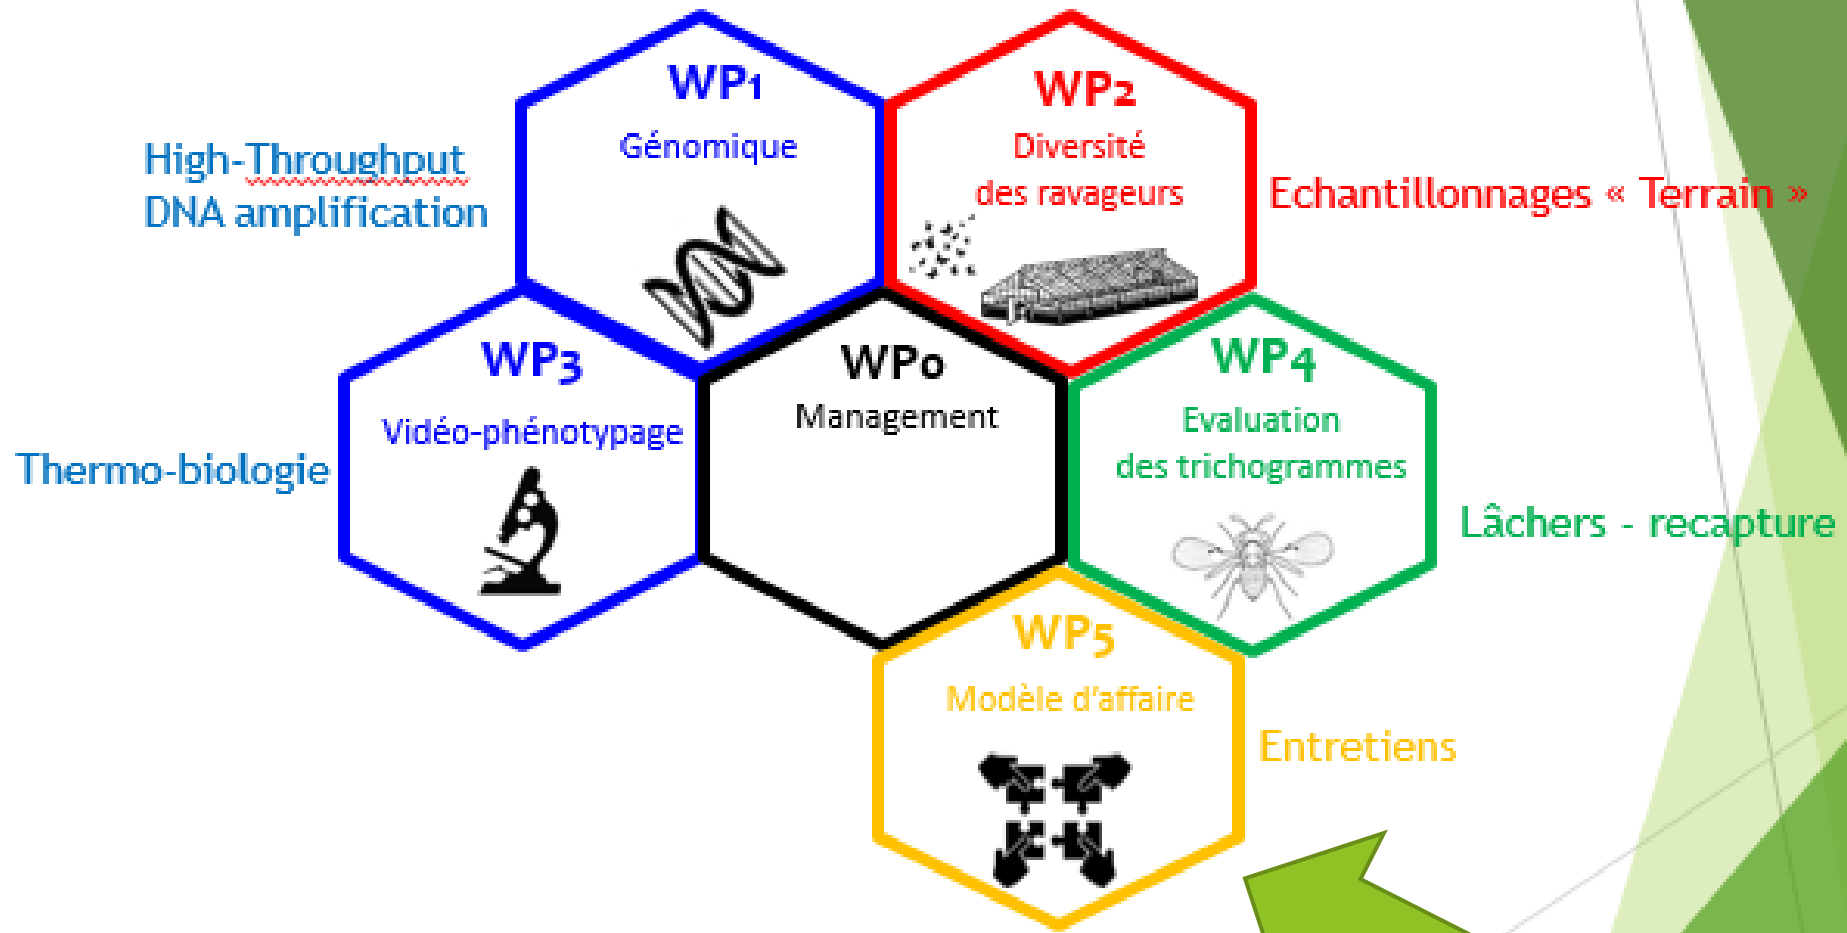 WP1
Génomique
High-Throughput
DNA amplification
WP2
Diversité
des ravageurs
Echantillonnages « Terrain »
WP3
Vidéo-phénotypage
Thermo-biologie
WP0
Management
WP4
Evaluation
des trichogrammes
Lâchers - recapture
WP5
Modèle d'affaire
Entretiens